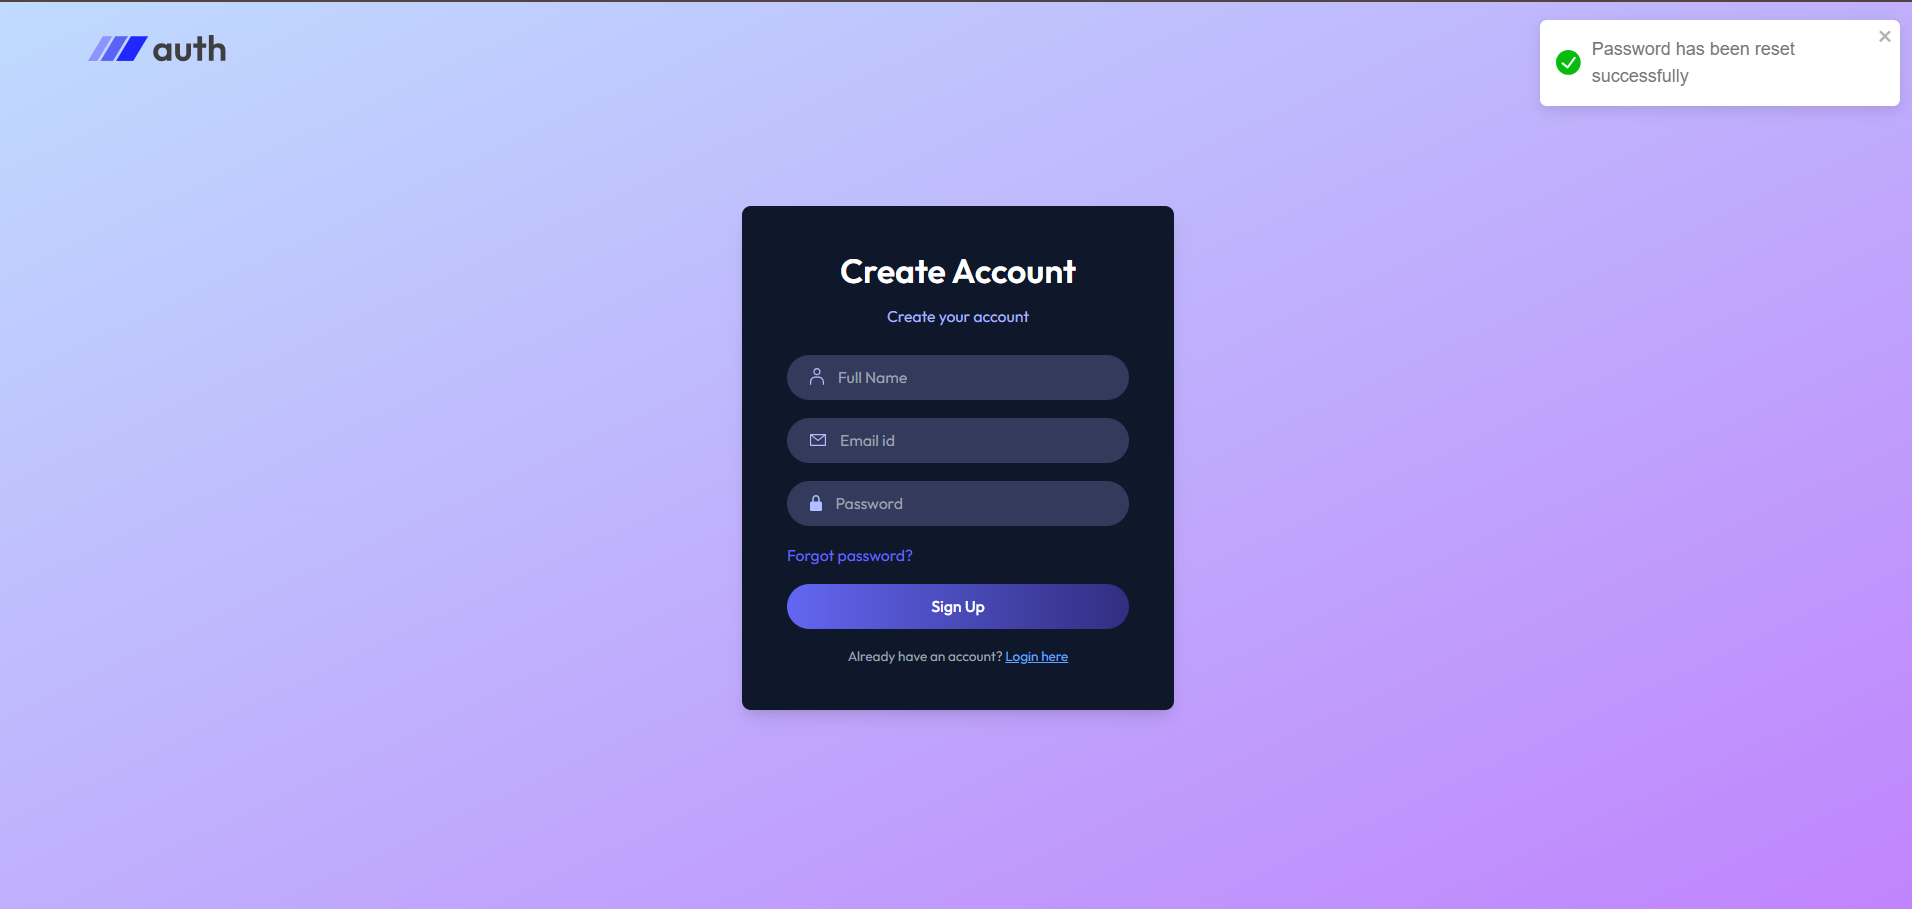 auth
Password has been reset
successfully
Create Account
Create your account
Full Name
Email id
Password
Forgot password?
Sign Up
Already have an account? Login here